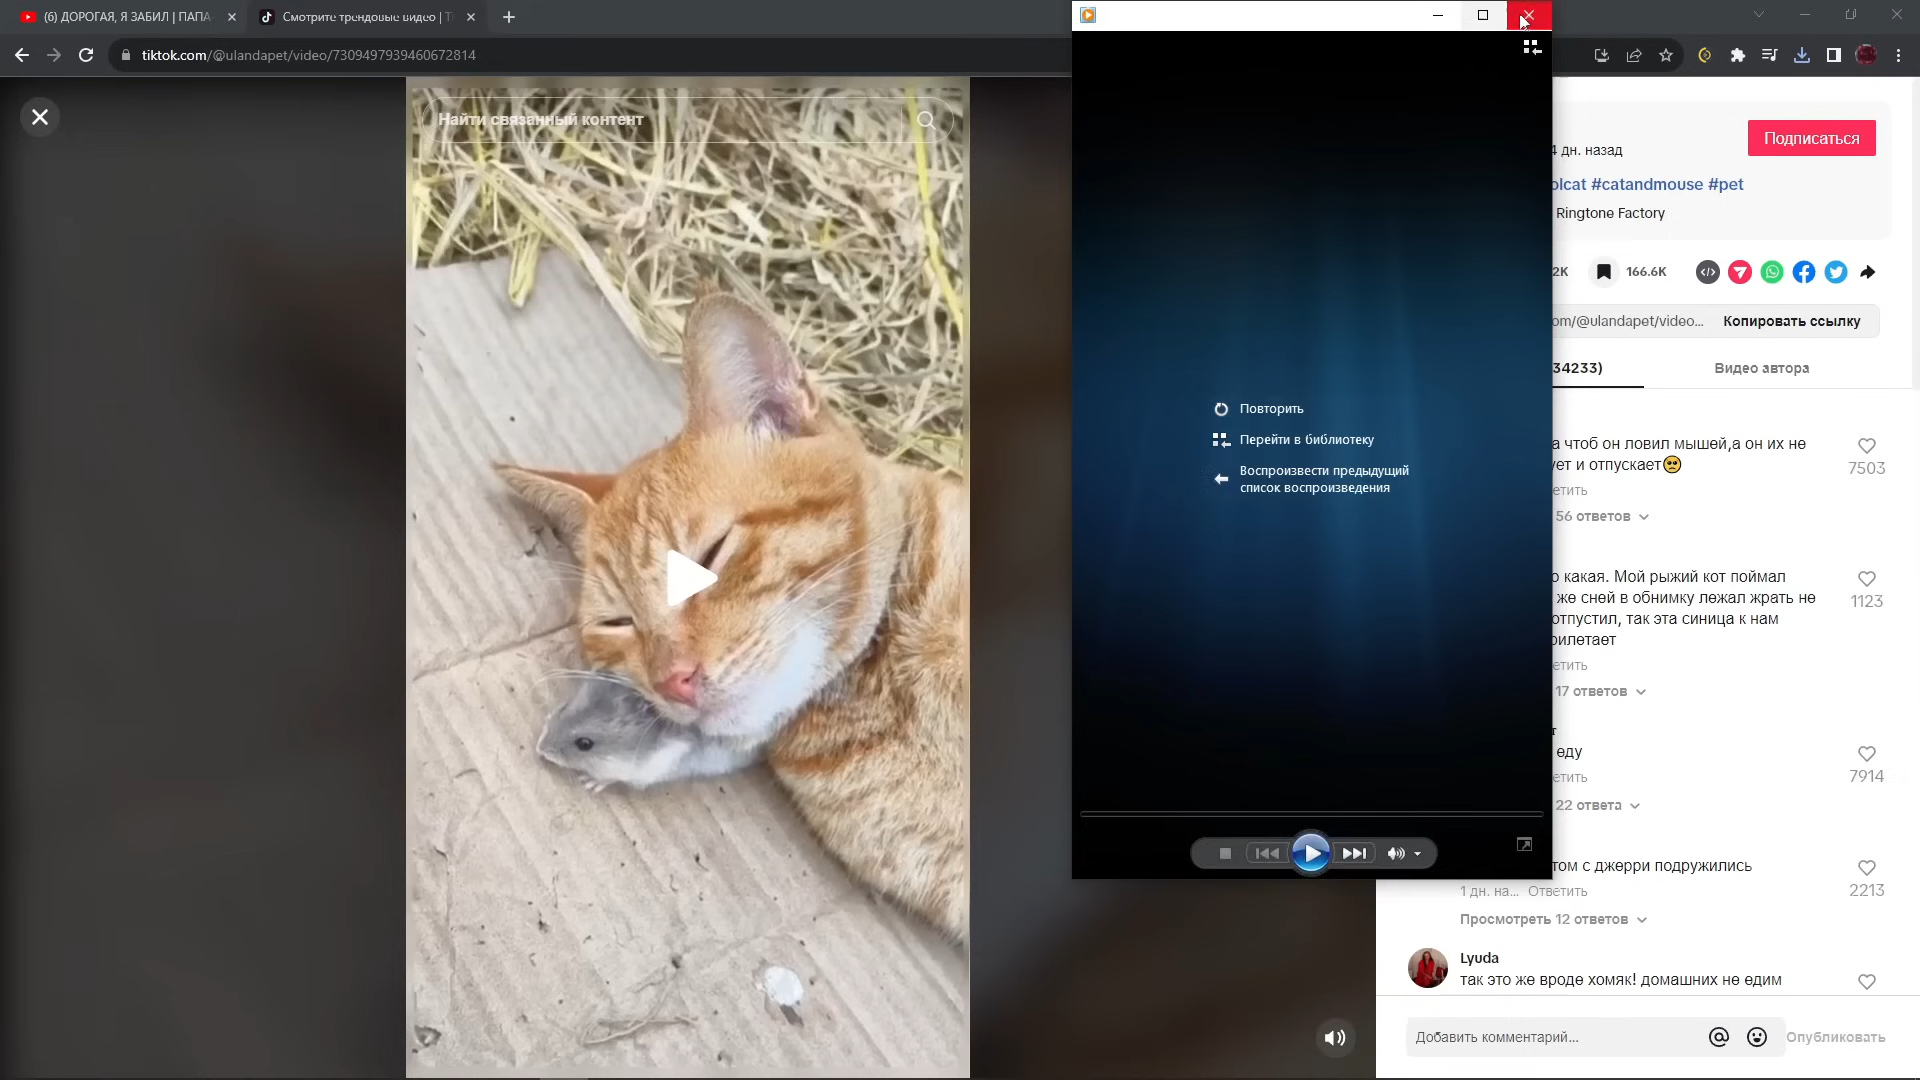 (6) ДОРОГАЯ, Я ЗАБИЛ | ПАПА
Смотрите трендовые видео | T
tiktok.com/@ulandapet/video/7309497939460672814
Найти связанный контент
4 дн. назад
Подписаться
olcat #catandmouse #pet
Ringtone Factory
2K
166.6K
om/@ulandapet/video...
Копировать ссылку
34233)
Видео автора
Повторить
Перейти в библиотеку
Воспроизвести предыдущий
список воспроизведения
а чтоб он ловил мышей,а он их не
ует и отпускает🥺
7503
етить
56 ответов
о какая. Мой рыжий кот поймал
же сней в обнимку лежал жрать не
отпустил, так эта синица к нам
рилетает
1123
етить
17 ответов
т
еду
7914
етить
22 ответа
том с джерри подружились
2213
1 дн. на... Ответить
Просмотреть 12 ответов
Lyuda
так это же вроде хомяк! домашних не едим
Добавить комментарий...
Опубликовать